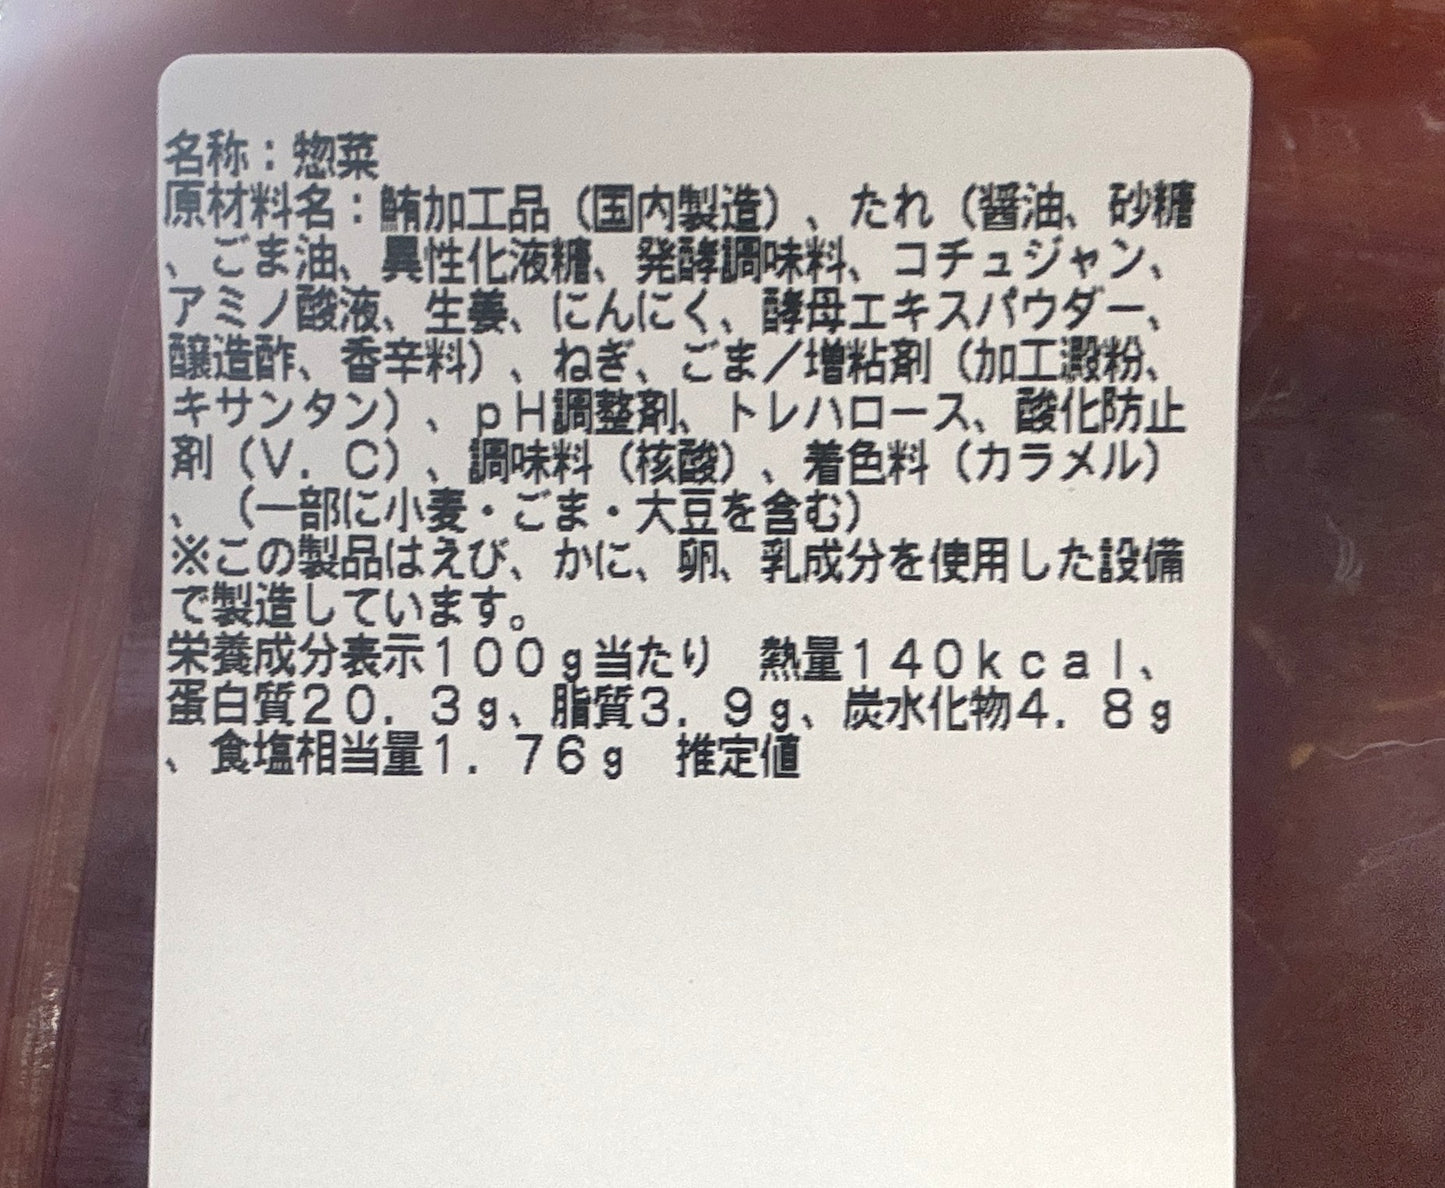 名称：惣菜
原材料名：鮪加工品（国内製造）、たれ（醤油、砂糖
、ごま油、異性化液糖、発酵調味料、コチュジャン、
アミノ酸液、生姜、にんにく、酵母エキスパウダー、
醸造酢、香辛料）、ねぎ、ごま／増粘剤（加工澱粉、
キサンタン）、ｐＨ調整剤、トレハロース、酸化防止
剤（Ｖ．Ｃ）、調味料（核酸）、着色料（カラメル）
、（一部に小麦・ごま・大豆を含む）
※この製品はえび、かに、卵、乳成分を使用した設備
で製造しています。
栄養成分表示１００ｇ当たり　熱量１４０ｋｃａｌ、
蛋白質２０．３ｇ、脂質３．９ｇ、炭水化物４．８ｇ
、食塩相当量１．７６ｇ　推定値